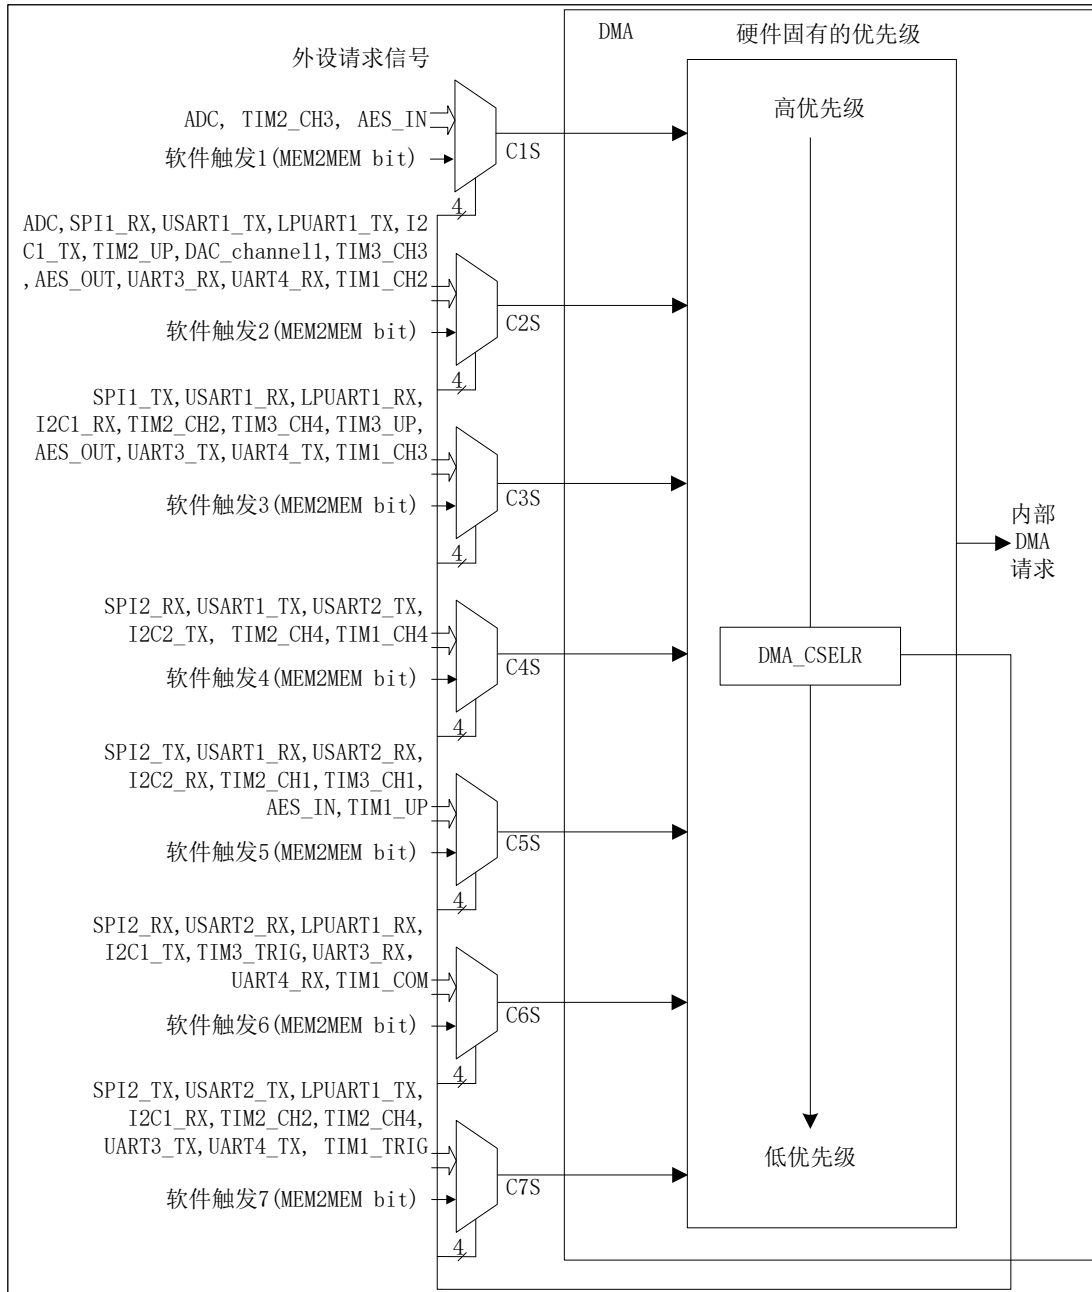 DMA
硬件固有的优先级
外设请求信号
高优先级
ADC, TIM2_CH3, AES_IN
软件触发1(MEM2MEM bit)
C1S
4
ADC,SPI1_RX,USART1_TX,LPUART1_TX,I2
C1_TX,TIM2_UP,DAC_channel1,TIM3_CH3
,AES_OUT,UART3_RX,UART4_RX,TIM1_CH2
软件触发2(MEM2MEM bit)
C2S
4
SPI1_TX,USART1_RX,LPUART1_RX,
I2C1_RX,TIM2_CH2,TIM3_CH4,TIM3_UP,
AES_OUT,UART3_TX,UART4_TX,TIM1_CH3
软件触发3(MEM2MEM bit)
C3S
4
内部
DMA
请求
SPI2_RX,USART1_TX,USART2_TX,
I2C2_TX, TIM2_CH4,TIM1_CH4
软件触发4(MEM2MEM bit)
C4S
4
DMA_CSELR
SPI2_TX,USART1_RX,USART2_RX,
I2C2_RX,TIM2_CH1,TIM3_CH1,
AES_IN,TIM1_UP
软件触发5(MEM2MEM bit)
C5S
4
SPI2_RX,USART2_RX,LPUART1_RX,
I2C1_TX,TIM3_TRIG,UART3_RX,
UART4_RX,TIM1_COM
软件触发6(MEM2MEM bit)
C6S
4
SPI2_TX,USART2_TX,LPUART1_TX,
I2C1_RX,TIM2_CH2,TIM2_CH4,
UART3_TX,UART4_TX, TIM1_TRIG
软件触发7(MEM2MEM bit)
C7S
4
低优先级